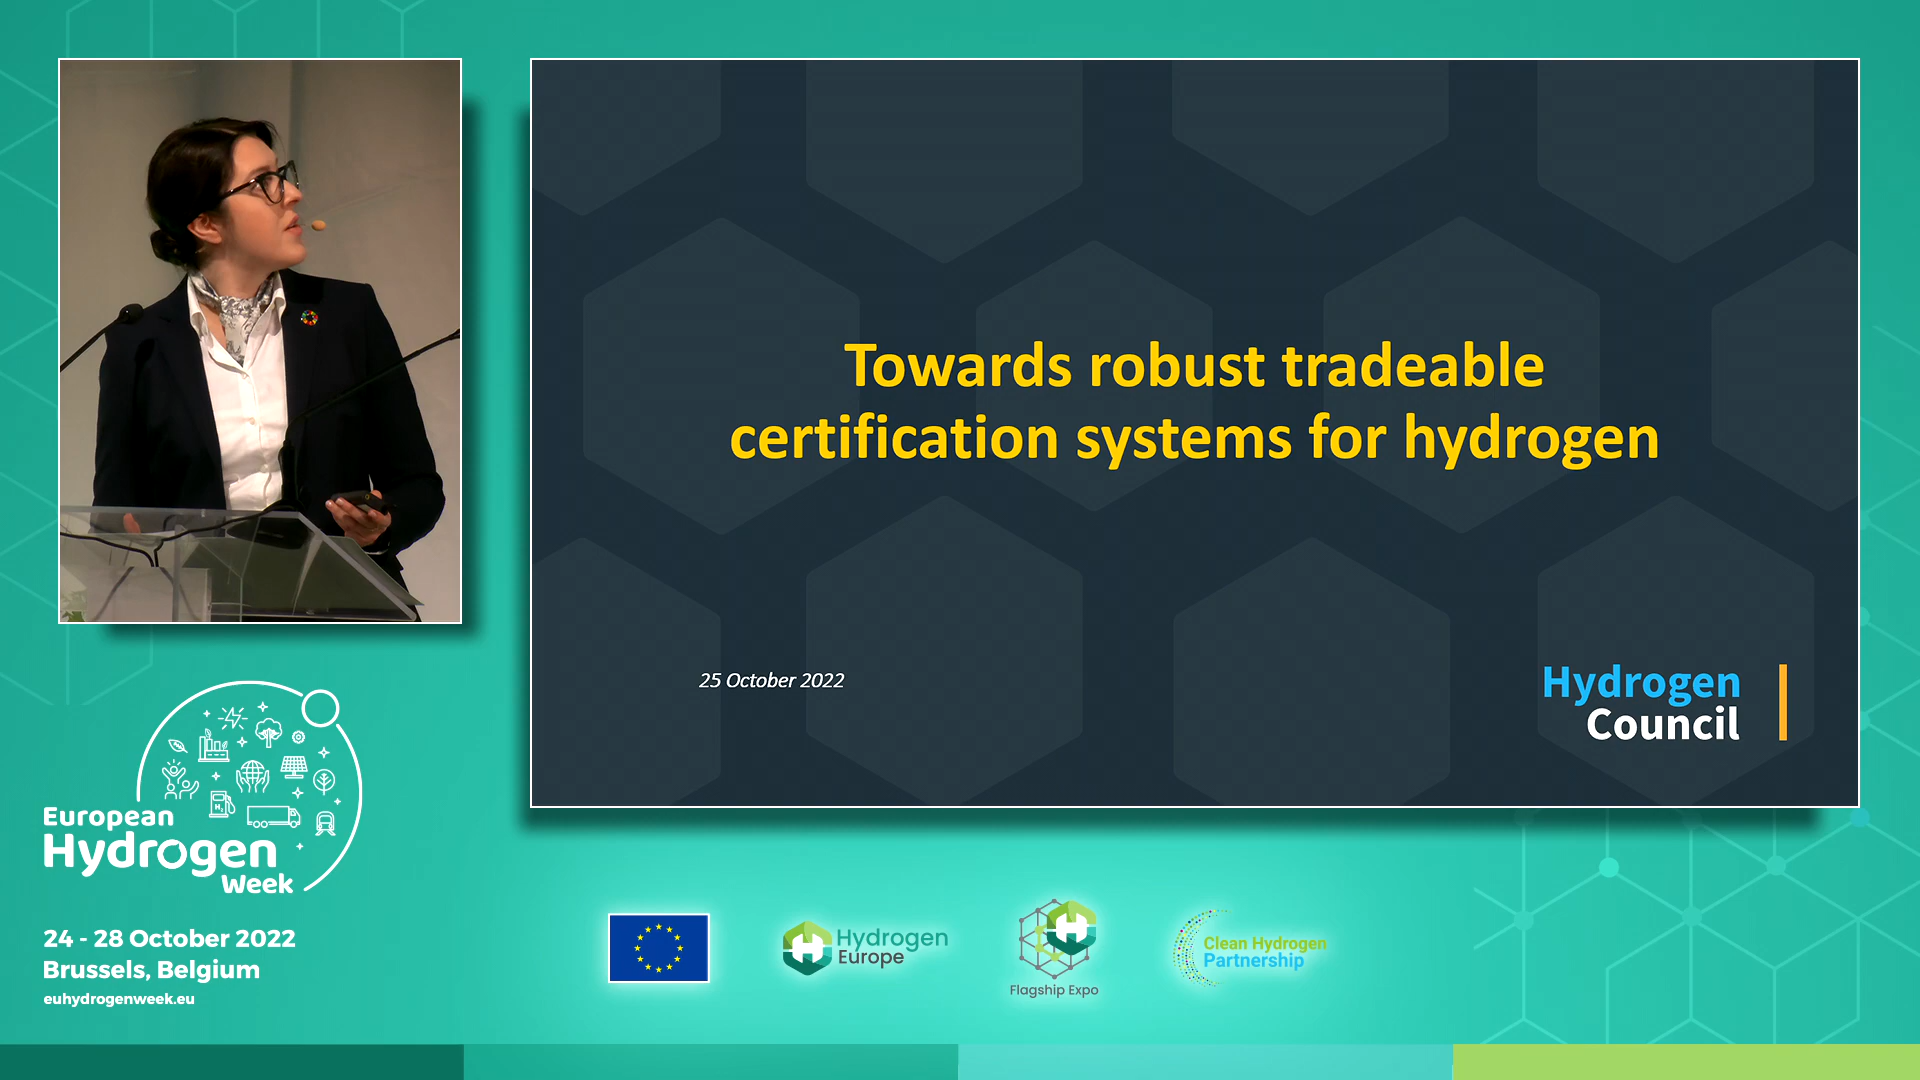 Towards robust tradeable
certification systems for hydrogen
25 October 2022
Hydrogen
Council
European
Hydrogen
Week
H₂
24 - 28 October 2022
Brussels, Belgium
euhydrogenweek.eu
Hydrogen
Europe
Flagship Expo
Clean Hydrogen
Partnership